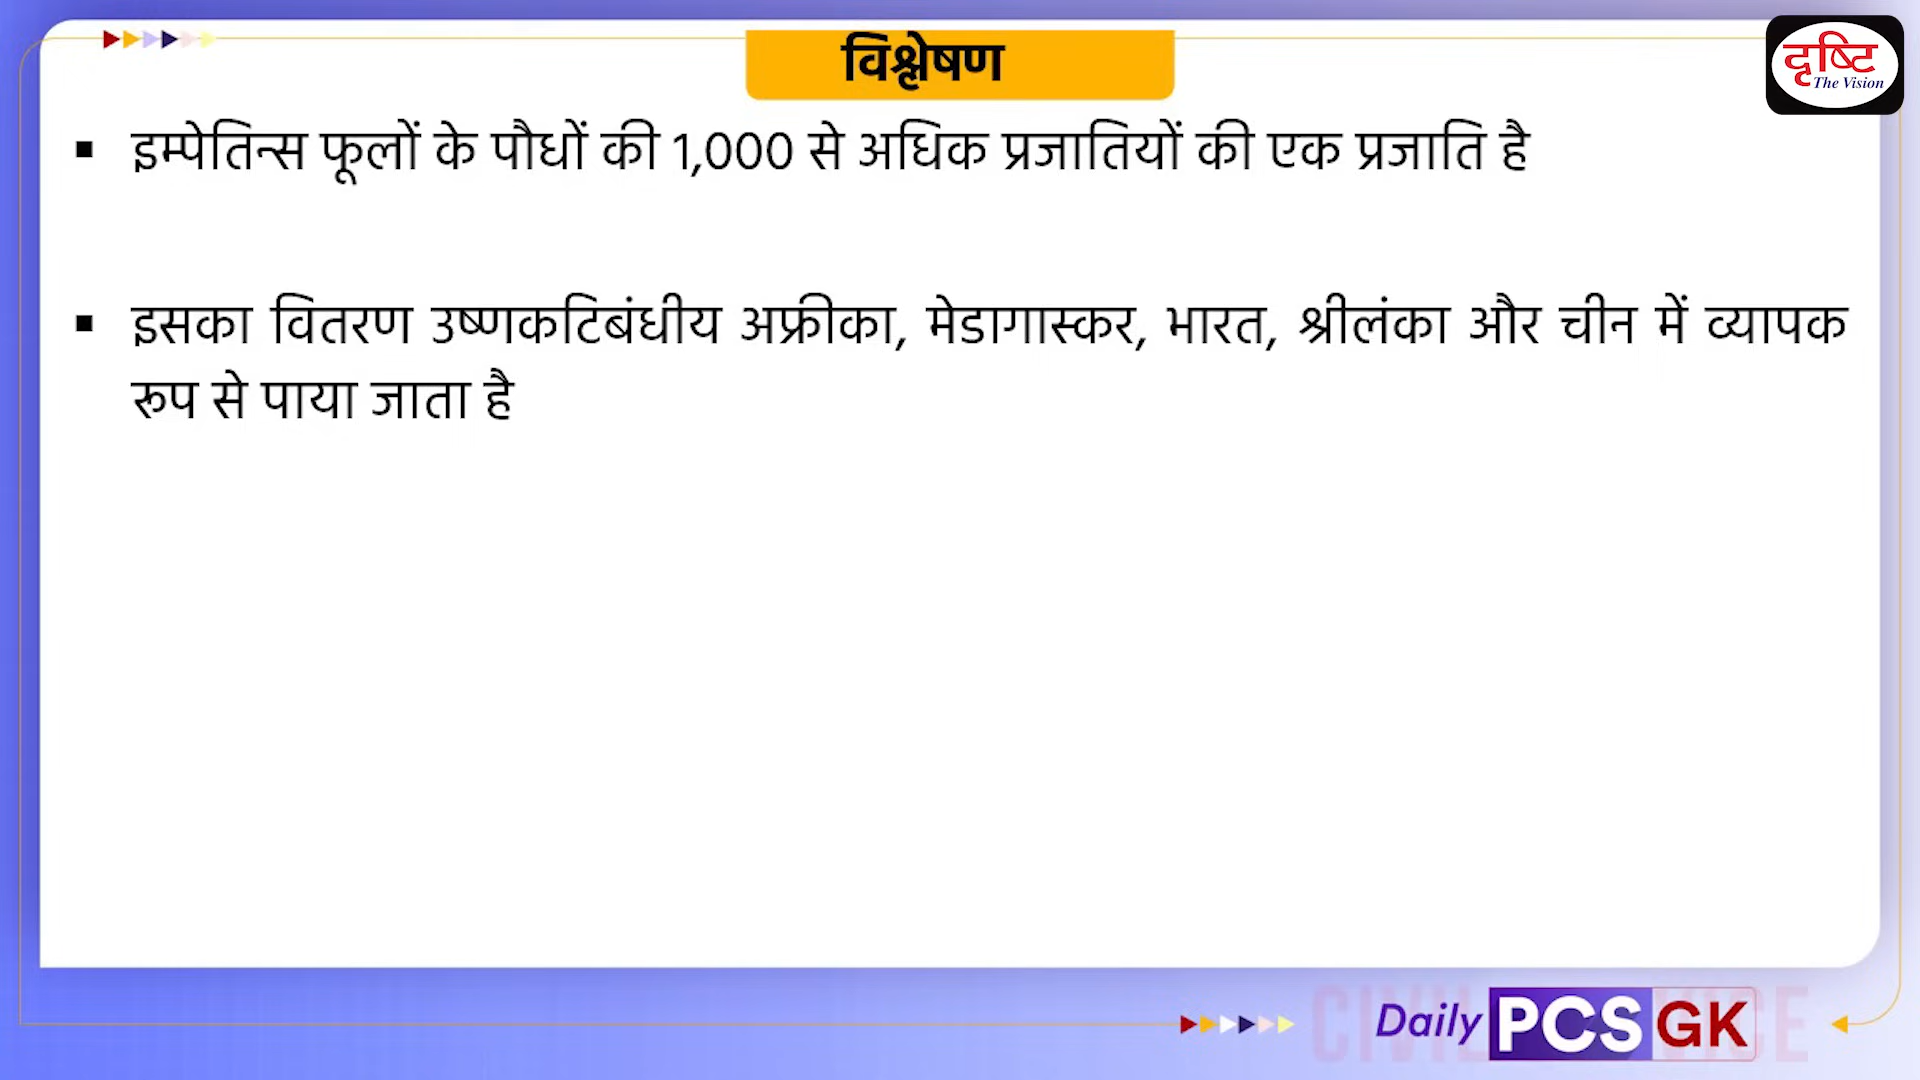 विश्लेषण
दृष्टि
The Vision
▪ इम्पेतिन्स फूलों के पौधों की 1,000 से अधिक प्रजातियों की एक प्रजाति है
▪ इसका वितरण उष्णकटिबंधीय अफ्रीका, मेडागास्कर, भारत, श्रीलंका और चीन में व्यापक
रूप से पाया जाता है
Daily PCS GK